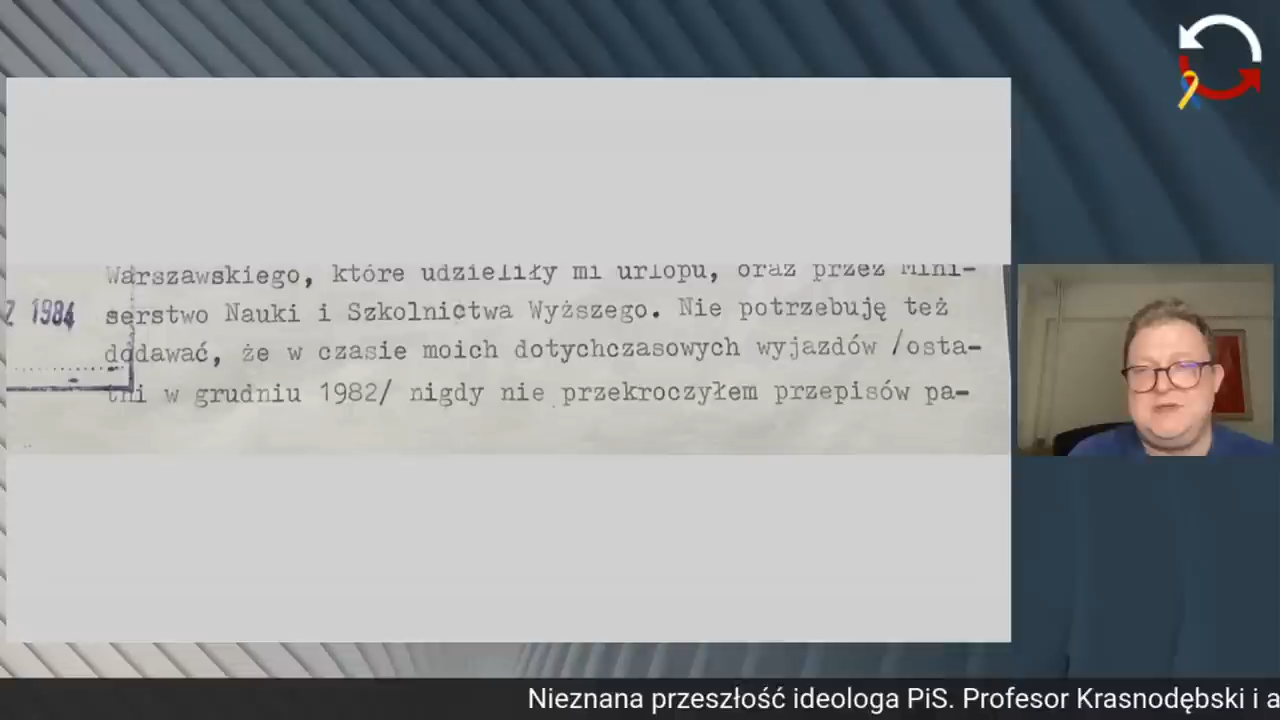 Warszawskiego, które udzieliły mi urlopu, oraz przez Mini-
serstwo Nauki i Szkolnictwa Wyższego. Nie potrzebuję też
dodawać, że w czasie moich dotychczasowych wyjazdów /osta-
tni w grudniu 1982/ nigdy nie przekroczyłem przepisów pa-
Z 1984
Nieznana przeszłość ideologa PiS. Profesor Krasnodębski i a